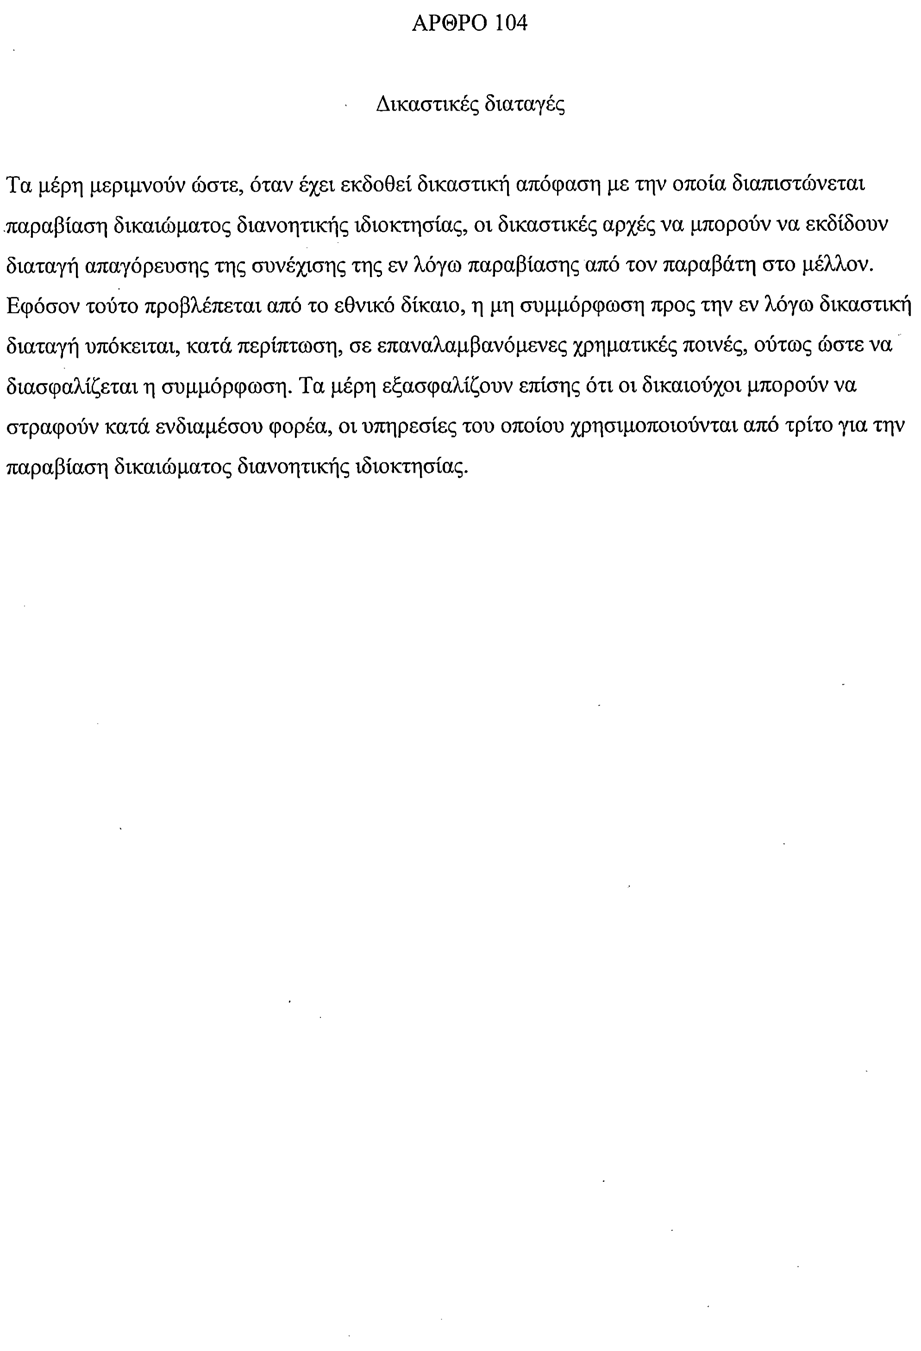 ΑΡΘΡΟ 104
Δικαστικές διαταγές
Τα μέρη μεριμνούν ώστε, όταν έχει εκδοθεί δικαστική απόφαση με την οποία διαπιστώνεται
παραβίαση δικαιώματος διανοητικής ιδιοκτησίας, οι δικαστικές αρχές να μπορούν να εκδίδουν
διαταγή απαγόρευσης της συνέχισης της εν λόγω παραβίασης από τον παραβάτη στο μέλλον.
Εφόσον τούτο προβλέπεται από το εθνικό δίκαιο, η μη συμμόρφωση προς την εν λόγω δικαστική
διαταγή υπόκειται, κατά περίπτωση, σε επαναλαμβανόμενες χρηματικές ποινές, ούτως ώστε να
διασφαλίζεται η συμμόρφωση. Τα μέρη εξασφαλίζουν επίσης ότι οι δικαιούχοι μπορούν να
στραφούν κατά ενδιαμέσου φορέα, οι υπηρεσίες του οποίου χρησιμοποιούνται από τρίτο για την
παραβίαση δικαιώματος διανοητικής ιδιοκτησίας.